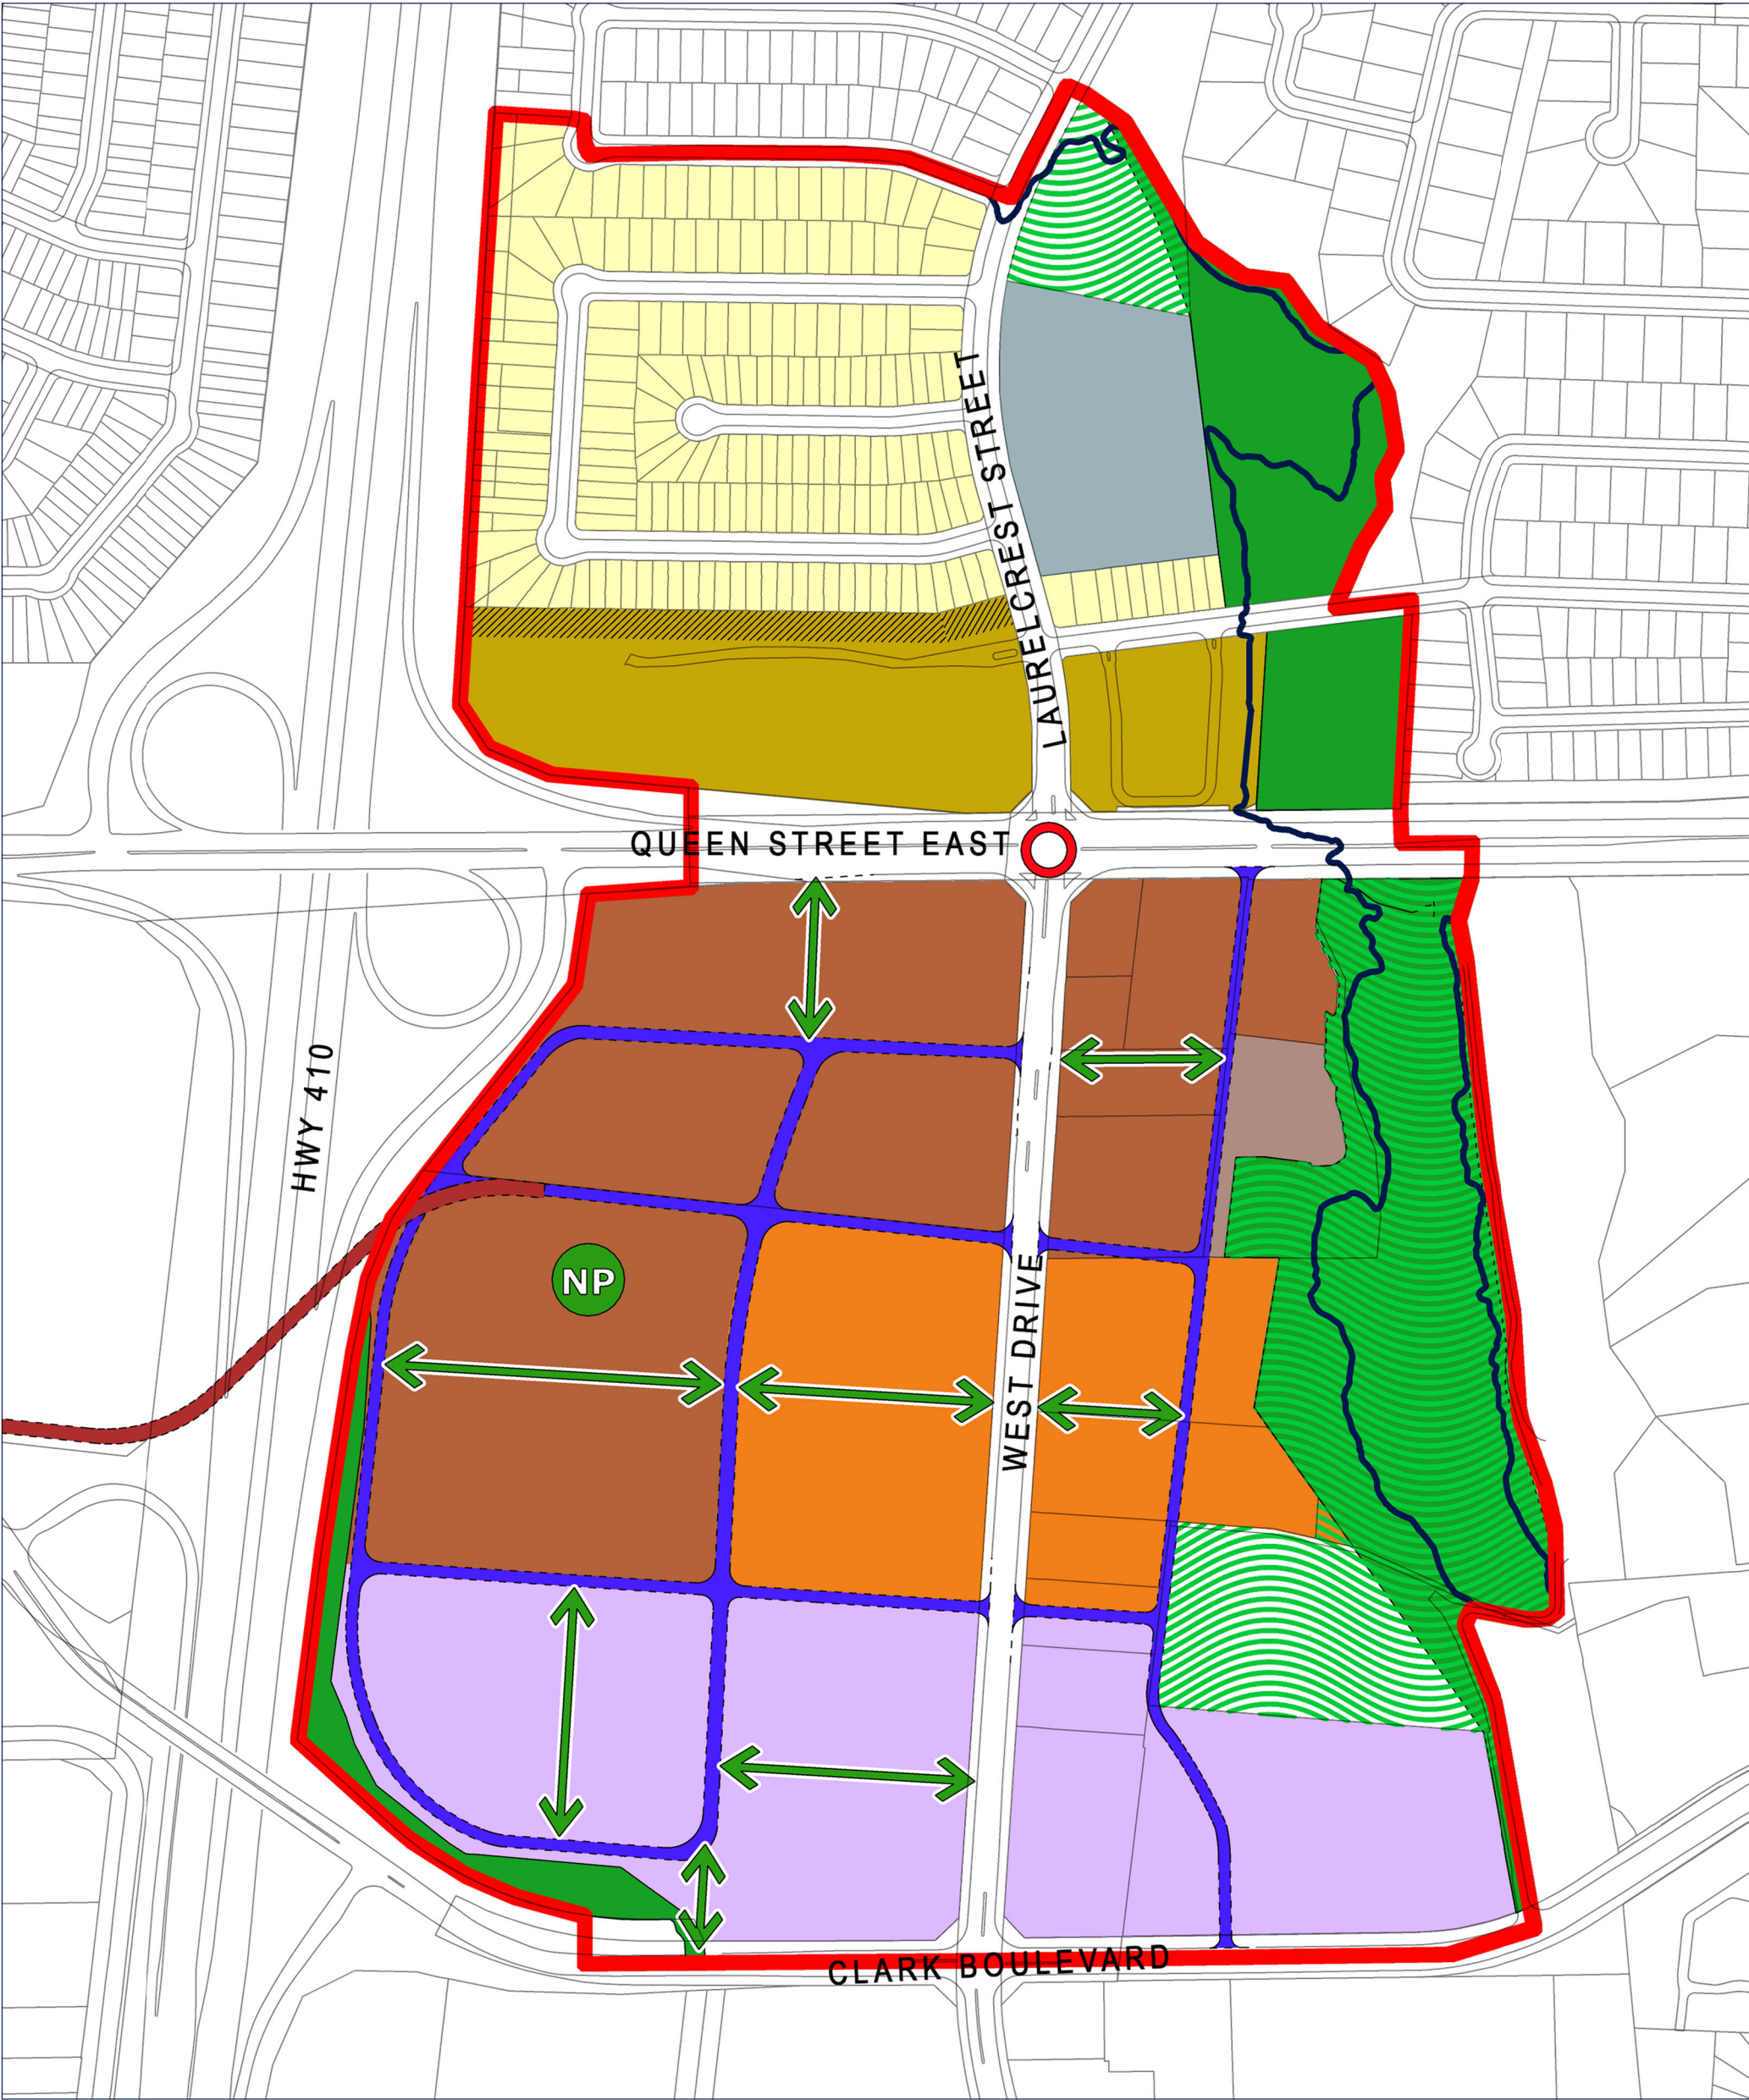 LAURELCREST STREET
QUEEN STREET EAST
HWY 410
NP
WEST DRIVE
CLARK BOULEVARD